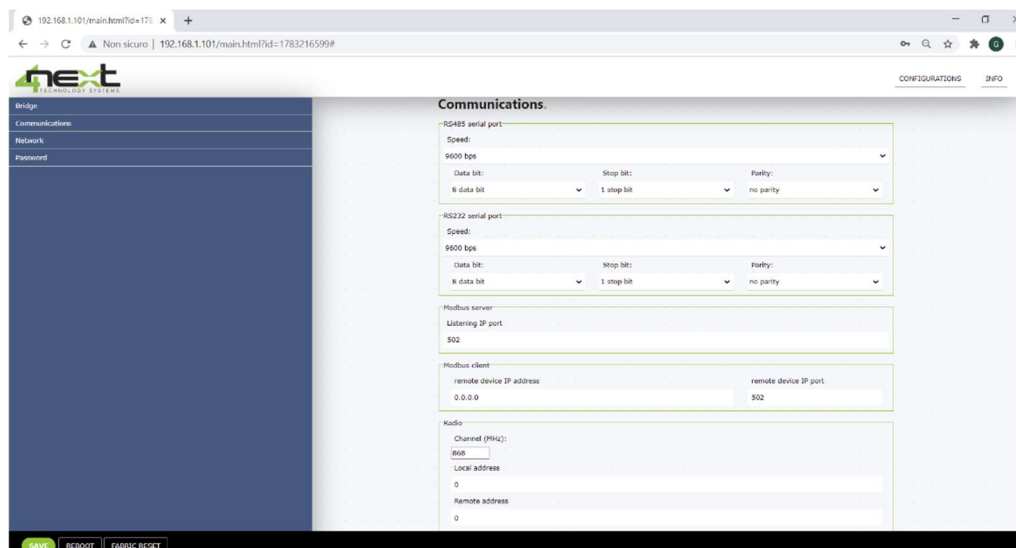 192.168.1.101/main.html?id=178
Non sicuro | 192.168.1.101/main.html?id=1783216599#
G
4next
TECHNOLOGY SYSTEMS
CONFIGURATIONS INFO
Bridge
Communications
Network
Password
Communications.
RS485 serial port
Speed:
9600 bps
Data bit: Stop bit: Parity:
8 data bit 1 stop bit no parity
RS232 serial port
Speed:
9600 bps
Data bit: Stop bit: Parity:
8 data bit 1 stop bit no parity
Modbus server
Listening IP port
502
Modbus client
remote device IP address remote device IP port
0.0.0.0 502
Radio
Channel (MHz):
868
Local address
0
Remote address
0
SAVE REBOOT FABRIC RESET